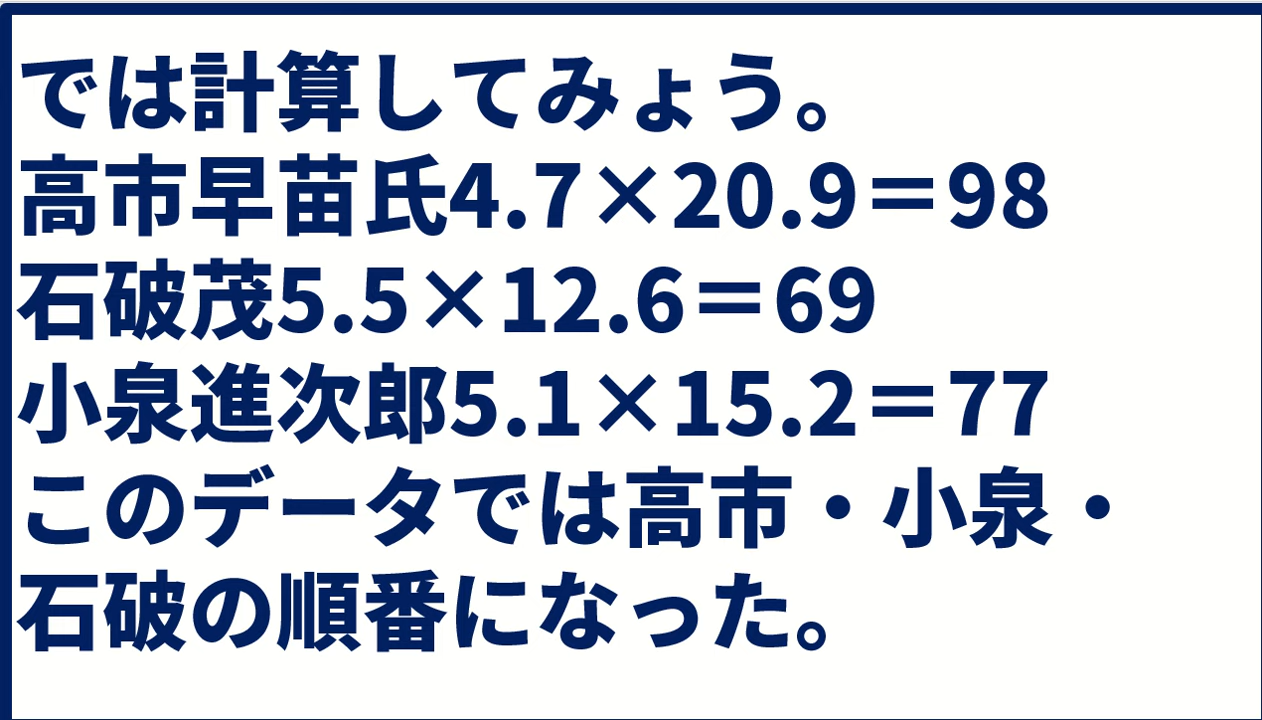 では計算してみょう。
高市早苗氏4.7×20.9＝98
石破茂5.5×12.6＝69
小泉進次郎5.1×15.2＝77
このデータでは高市・小泉・
石破の順番になった。